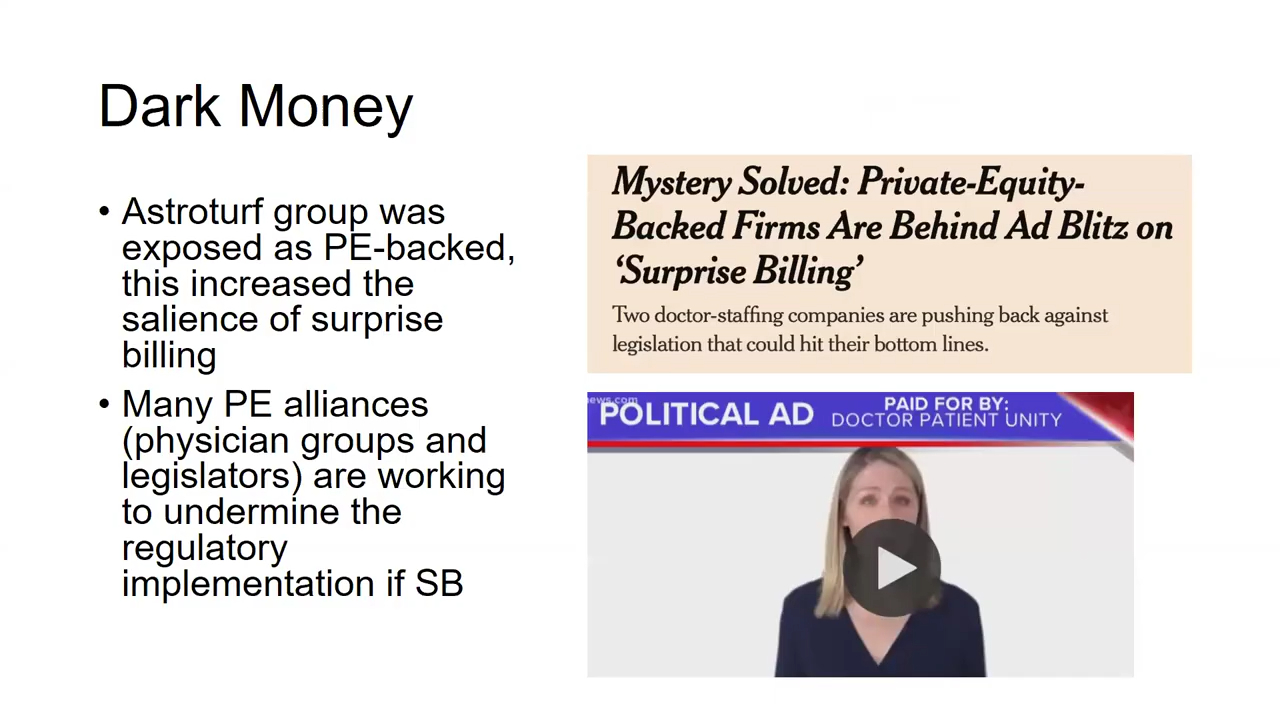 Dark Money
• Astroturf group was
exposed as PE-backed,
this increased the
salience of surprise
billing
• Many PE alliances
(physician groups and
legislators) are working
to undermine the
regulatory
implementation if SB
Mystery Solved: Private-Equity-
Backed Firms Are Behind Ad Blitz on
‘Surprise Billing’
Two doctor-staffing companies are pushing back against
legislation that could hit their bottom lines.
news.com
POLITICAL AD
PAID FOR BY:
DOCTOR PATIENT UNITY